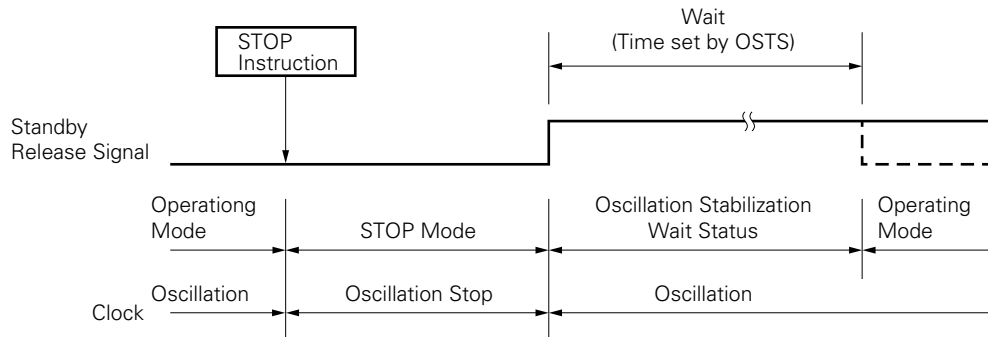 Wait
(Time set by OSTS)
STOP
Instruction
Standby
Release Signal
Operationg
Mode
STOP Mode
Oscillation Stabilization
Wait Status
Operating
Mode
Clock
Oscillation
Oscillation Stop
Oscillation